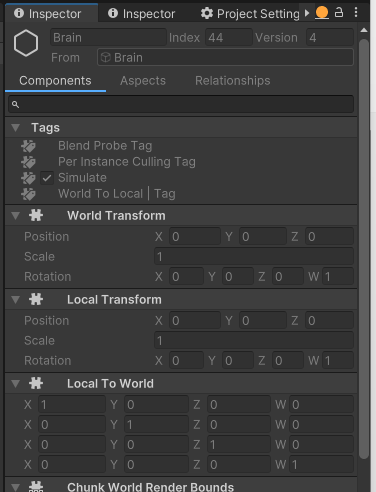 Inspector Inspector Project Setting
Brain Index 44 Version 4
From Brain
Components Aspects Relationships
Tags
Blend Probe Tag
Per Instance Culling Tag
Simulate
World To Local | Tag
World Transform
Position X 0 Y 0 Z 0
Scale 1
Rotation X 0 Y 0 Z 0 W 1
Local Transform
Position X 0 Y 0 Z 0
Scale 1
Rotation X 0 Y 0 Z 0 W 1
Local To World
X 1 Y 0 Z 0 W 0
X 0 Y 1 Z 0 W 0
X 0 Y 0 Z 1 W 0
X 0 Y 0 Z 0 W 1
Chunk World Render Bounds